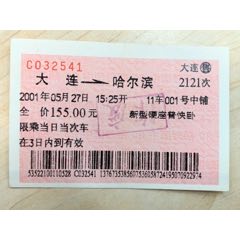 C032541
大连售
大连
哈尔滨
2121次
2001年05月27日 15:25开 11车001号中铺
全 价155.00元
新型硬座普快卧
限乘当日当次车
在3日内到有效